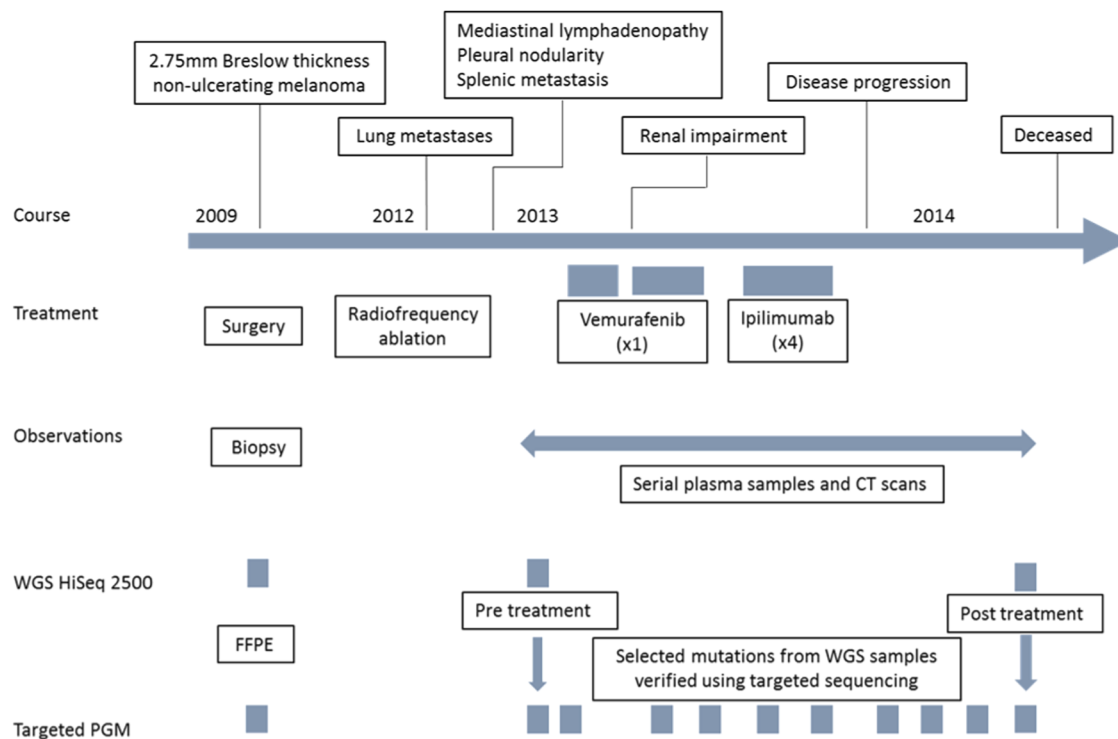 2.75mm Breslow thickness
non-ulcerating melanoma
Lung metastases
Mediastinal lymphadenopathy
Pleural nodularity
Splenic metastasis
Renal impairment
Disease progression
Deceased
Course
2009
2012
2013
2014
Treatment
Surgery
Radiofrequency
ablation
Vemurafenib
(x1)
Ipilimumab
(x4)
Observations
Biopsy
Serial plasma samples and CT scans
WGS HiSeq 2500
FFPE
Pre treatment
Post treatment
Selected mutations from WGS samples
verified using targeted sequencing
Targeted PGM